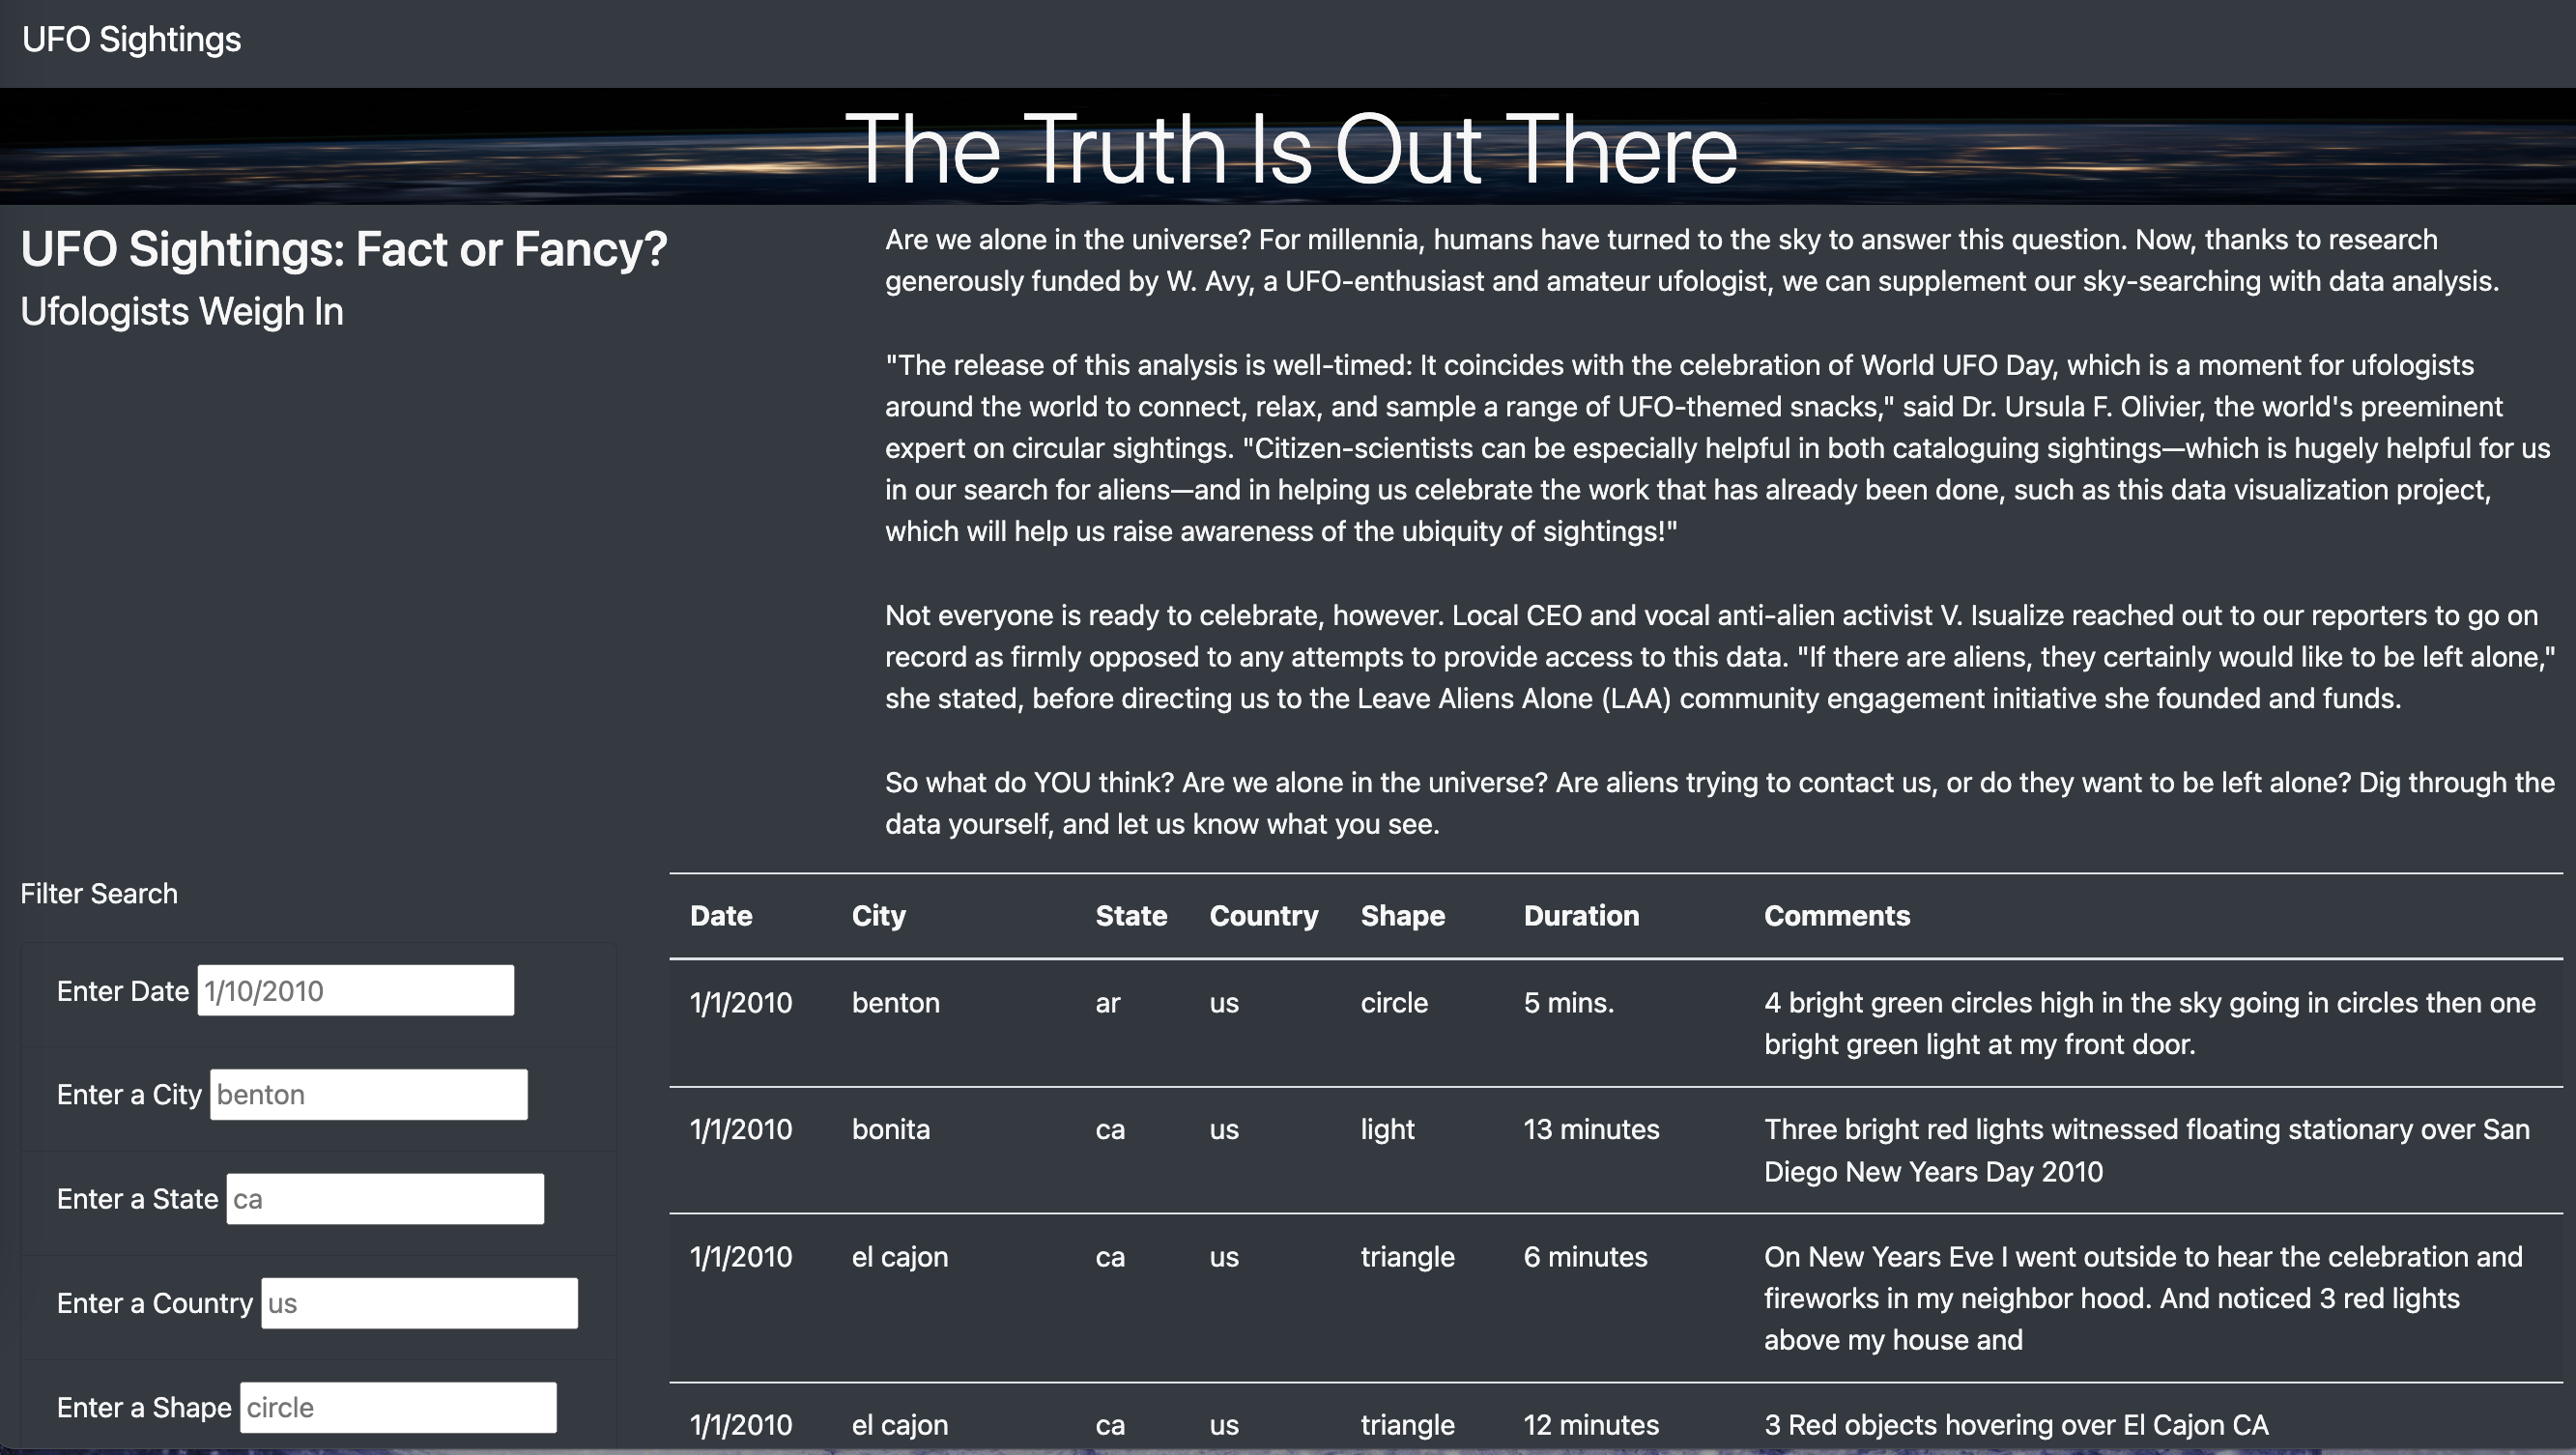 UFO Sightings
The Truth Is Out There
UFO Sightings: Fact or Fancy?
Ufologists Weigh In
Are we alone in the universe? For millennia, humans have turned to the sky to answer this question. Now, thanks to research
generously funded by W. Avy, a UFO-enthusiast and amateur ufologist, we can supplement our sky-searching with data analysis.
"The release of this analysis is well-timed: It coincides with the celebration of World UFO Day, which is a moment for ufologists
around the world to connect, relax, and sample a range of UFO-themed snacks," said Dr. Ursula F. Olivier, the world's preeminent
expert on circular sightings. "Citizen-scientists can be especially helpful in both cataloguing sightings—which is hugely helpful for us
in our search for aliens—and in helping us celebrate the work that has already been done, such as this data visualization project,
which will help us raise awareness of the ubiquity of sightings!"
Not everyone is ready to celebrate, however. Local CEO and vocal anti-alien activist V. Isualize reached out to our reporters to go on
record as firmly opposed to any attempts to provide access to this data. "If there are aliens, they certainly would like to be left alone,"
she stated, before directing us to the Leave Aliens Alone (LAA) community engagement initiative she founded and funds.
So what do YOU think? Are we alone in the universe? Are aliens trying to contact us, or do they want to be left alone? Dig through the
data yourself, and let us know what you see.
Filter Search
Enter Date 1/10/2010
Enter a City benton
Enter a State ca
Enter a Country us
Enter a Shape circle
Date City State Country Shape Duration Comments
1/1/2010 benton ar us circle 5 mins. 4 bright green circles high in the sky going in circles then one
bright green light at my front door.
1/1/2010 bonita ca us light 13 minutes Three bright red lights witnessed floating stationary over San
Diego New Years Day 2010
1/1/2010 el cajon ca us triangle 6 minutes On New Years Eve I went outside to hear the celebration and
fireworks in my neighbor hood. And noticed 3 red lights
above my house and
1/1/2010 el cajon ca us triangle 12 minutes 3 Red objects hovering over El Cajon CA